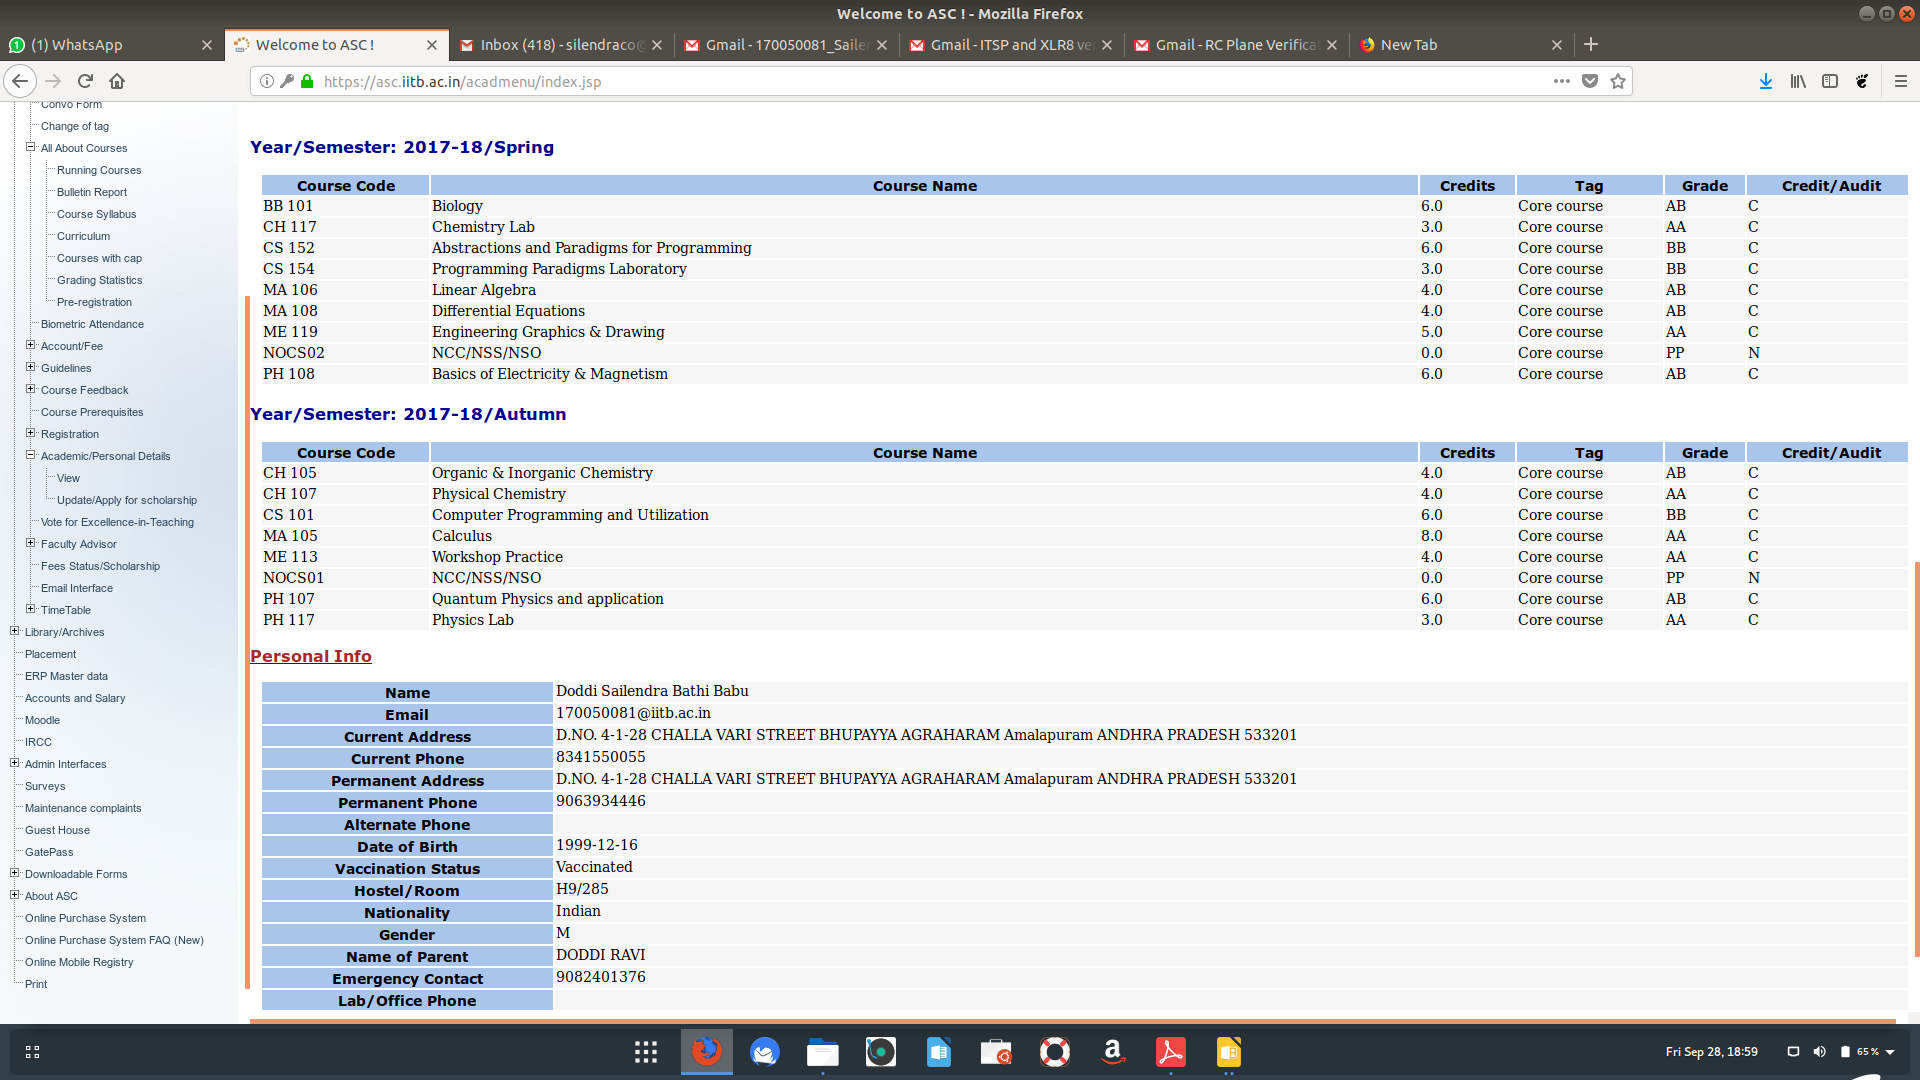 Welcome to ASC ! - Mozilla Firefox
(1) WhatsApp
Welcome to ASC !
Inbox (418) - silendraco@
Gmail - 170050081_Saile
Gmail - ITSP and XLR8 ve
Gmail - RC Plane Verifica
New Tab
https://asc.iitb.ac.in/acadmenu/index.jsp
Convo Form
Change of tag
All About Courses
Running Courses
Bulletin Report
Course Syllabus
Curriculum
Courses with cap
Grading Statistics
Pre-registration
Biometric Attendance
Account/Fee
Guidelines
Course Feedback
Course Prerequisites
Registration
Academic/Personal Details
View
Update/Apply for scholarship
Vote for Excellence-in-Teaching
Faculty Advisor
Fees Status/Scholarship
Email Interface
TimeTable
Library/Archives
Placement
ERP Master data
Accounts and Salary
Moodle
IRCC
Admin Interfaces
Surveys
Maintenance complaints
Guest House
GatePass
Downloadable Forms
About ASC
Online Purchase System
Online Purchase System FAQ (New)
Online Mobile Registry
Print
Year/Semester: 2017-18/Spring
Course Code Course Name Credits Tag Grade Credit/Audit
BB 101 Biology 6.0 Core course AB C
CH 117 Chemistry Lab 3.0 Core course AA C
CS 152 Abstractions and Paradigms for Programming 6.0 Core course BB C
CS 154 Programming Paradigms Laboratory 3.0 Core course BB C
MA 106 Linear Algebra 4.0 Core course AB C
MA 108 Differential Equations 4.0 Core course AB C
ME 119 Engineering Graphics & Drawing 5.0 Core course AA C
NOCS02 NCC/NSS/NSO 0.0 Core course PP N
PH 108 Basics of Electricity & Magnetism 6.0 Core course AB C
Year/Semester: 2017-18/Autumn
Course Code Course Name Credits Tag Grade Credit/Audit
CH 105 Organic & Inorganic Chemistry 4.0 Core course AB C
CH 107 Physical Chemistry 4.0 Core course AA C
CS 101 Computer Programming and Utilization 6.0 Core course BB C
MA 105 Calculus 8.0 Core course AA C
ME 113 Workshop Practice 4.0 Core course AA C
NOCS01 NCC/NSS/NSO 0.0 Core course PP N
PH 107 Quantum Physics and application 6.0 Core course AB C
PH 117 Physics Lab 3.0 Core course AA C
Personal Info
Name Doddi Sailendra Bathi Babu
Email 170050081@iitb.ac.in
Current Address D.NO. 4-1-28 CHALLA VARI STREET BHUPAYYA AGRAHARAM Amalapuram ANDHRA PRADESH 533201
Current Phone 8341550055
Permanent Address D.NO. 4-1-28 CHALLA VARI STREET BHUPAYYA AGRAHARAM Amalapuram ANDHRA PRADESH 533201
Permanent Phone 9063934446
Alternate Phone
Date of Birth 1999-12-16
Vaccination Status Vaccinated
Hostel/Room H9/285
Nationality Indian
Gender M
Name of Parent DODDI RAVI
Emergency Contact 9082401376
Lab/Office Phone
Fri Sep 28, 18:59
65 %